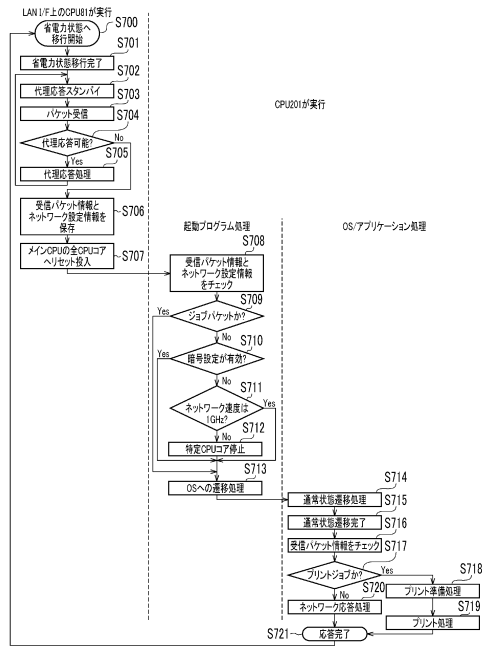 LAN I/F上のCPU81が実行
省電力状態へ
移行開始
S700
省電力状態移行完了
S701
代理応答スタンバイ
S702
パケット受信
S703
代理応答可能?
S704
No
Yes
代理応答処理
S705
受信パケット情報と
ネットワーク設定情報を
保存
S706
メインCPUの全CPUコア
へリセット投入
S707
CPU201が実行
起動プログラム処理
受信パケット情報と
ネットワーク設定情報
をチェック
S708
ジョブパケットか?
S709
Yes
No
暗号設定が有効?
S710
Yes
No
ネットワーク速度は
1GHz?
S711
Yes
No
特定CPUコア停止
S712
OSへの遷移処理
S713
OS/アプリケーション処理
通常状態遷移処理
S714
通常状態遷移完了
S715
受信パケット情報をチェック
S716
プリントジョブか?
S717
Yes
No
プリント準備処理
S718
プリント処理
S719
ネットワーク応答処理
S720
S721
応答完了